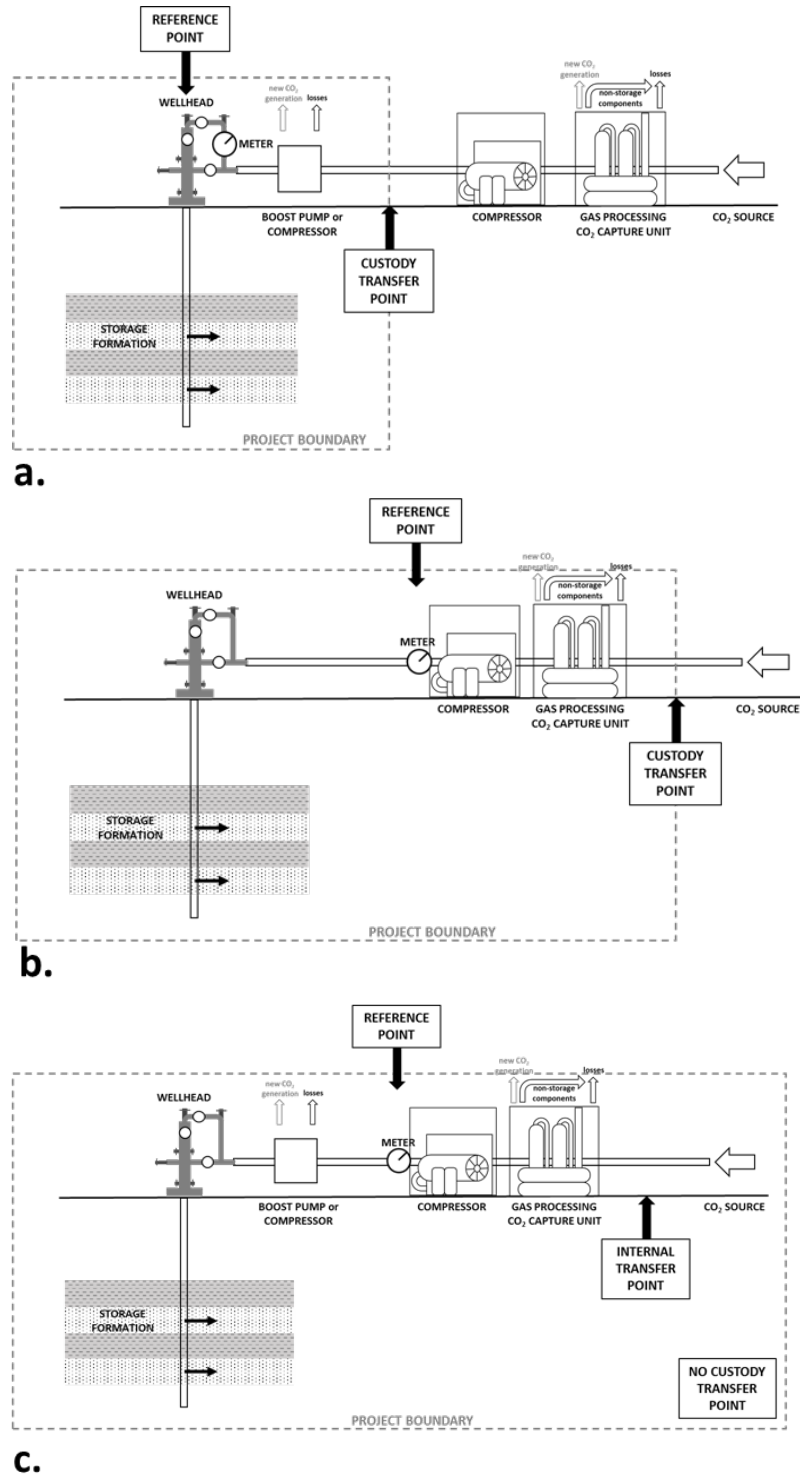 REFERENCE
POINT
WELLHEAD
new CO₂
generation
losses
METER
new CO₂
generation
losses
non-storage
components
BOOST PUMP or
COMPRESSOR
COMPRESSOR
GAS PROCESSING
CO₂ CAPTURE UNIT
CO₂ SOURCE
CUSTODY
TRANSFER
POINT
STORAGE
FORMATION
PROJECT BOUNDARY
a.
REFERENCE
POINT
WELLHEAD
new CO₂
generation
losses
non-storage
components
METER
COMPRESSOR
GAS PROCESSING
CO₂ CAPTURE UNIT
CO₂ SOURCE
CUSTODY
TRANSFER
POINT
STORAGE
FORMATION
PROJECT BOUNDARY
b.
REFERENCE
POINT
WELLHEAD
new CO₂
generation
losses
new CO₂
generation
losses
non-storage
components
METER
BOOST PUMP or
COMPRESSOR
COMPRESSOR
GAS PROCESSING
CO₂ CAPTURE UNIT
CO₂ SOURCE
INTERNAL
TRANSFER
POINT
STORAGE
FORMATION
NO CUSTODY
TRANSFER
POINT
PROJECT BOUNDARY
c.